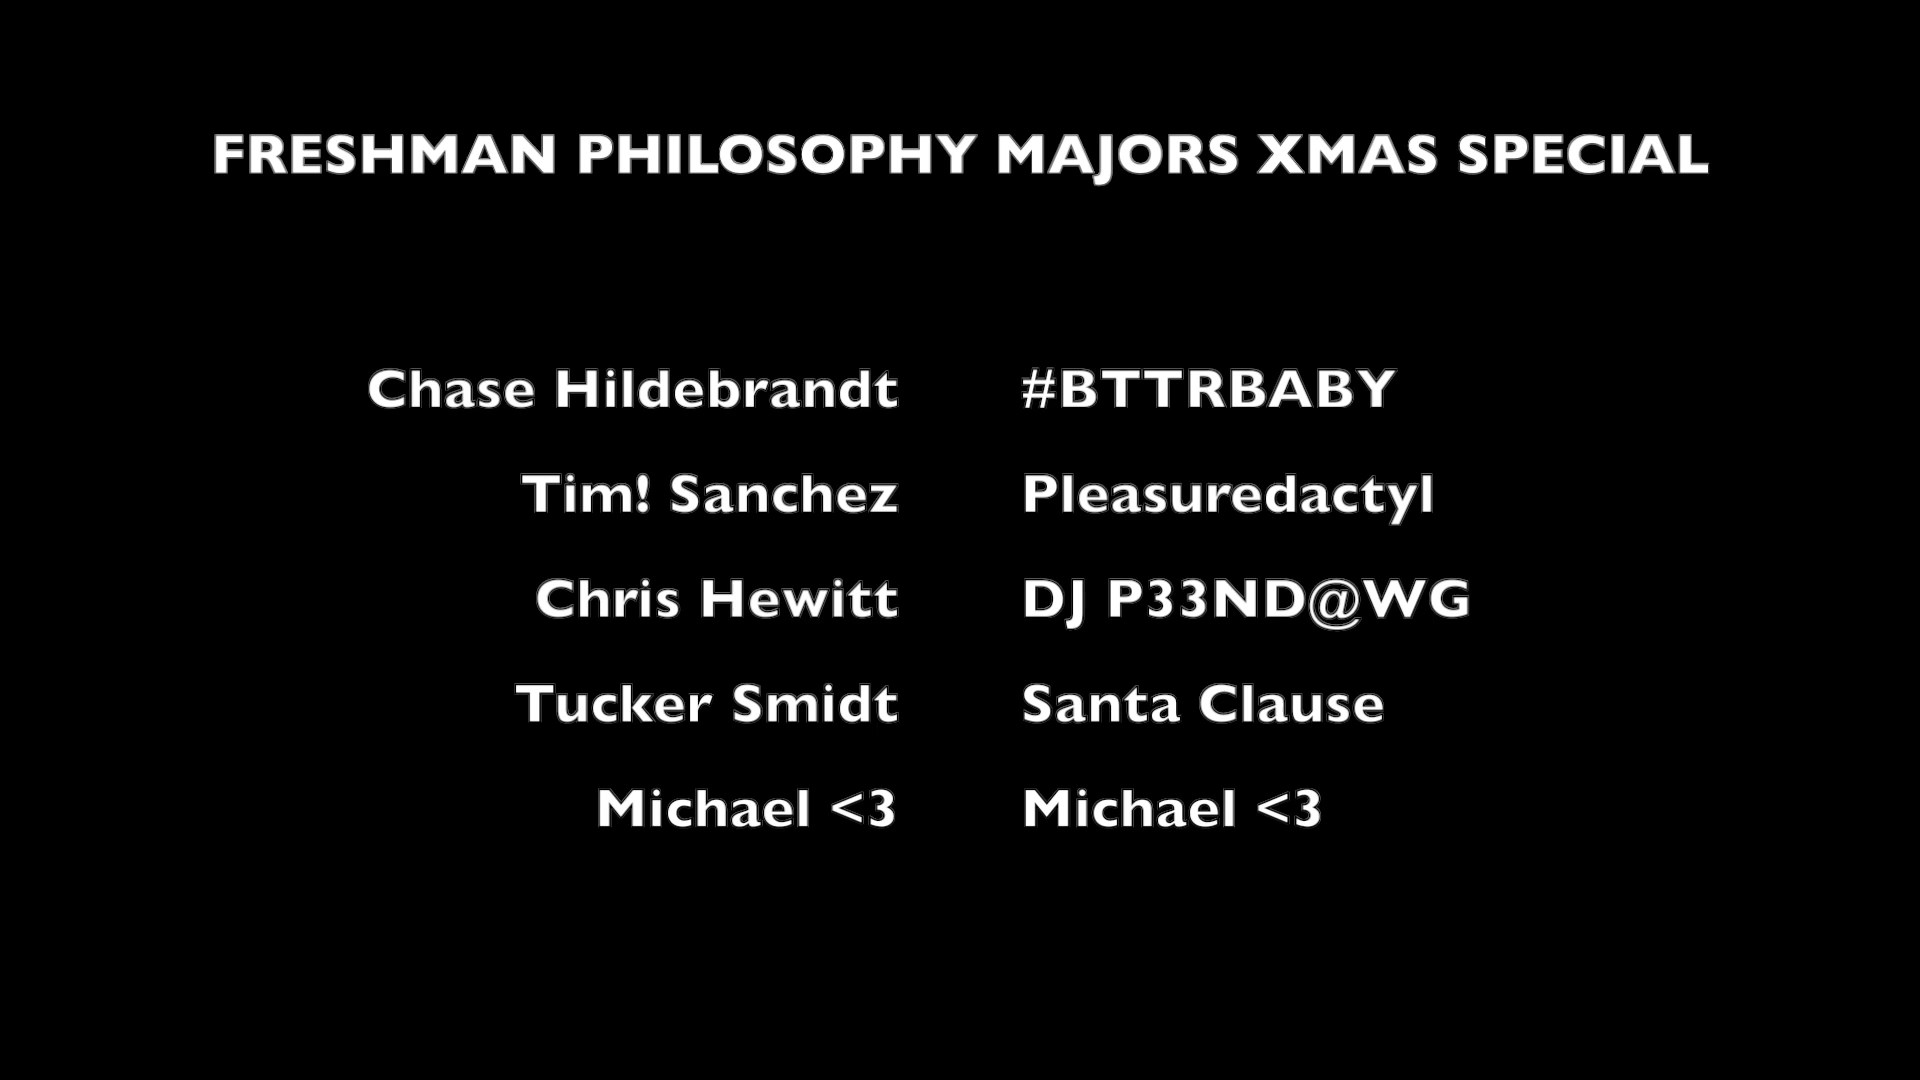 FRESHMAN PHILOSOPHY MAJORS XMAS SPECIAL
Chase Hildebrandt #BTTRBABY
Tim! Sanchez Pleasuredactyl
Chris Hewitt DJ P33ND@WG
Tucker Smidt Santa Clause
Michael <3 Michael <3